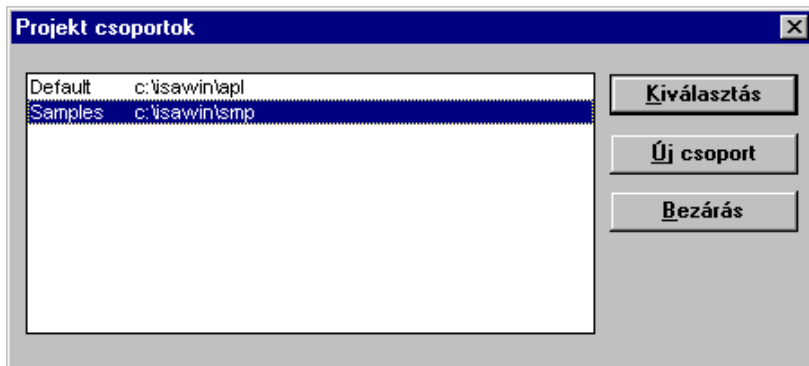 Projekt csoportok
Default c:\isawin\apl
Samples c:\isawin\smp
Kiválasztás
Új csoport
Bezárás